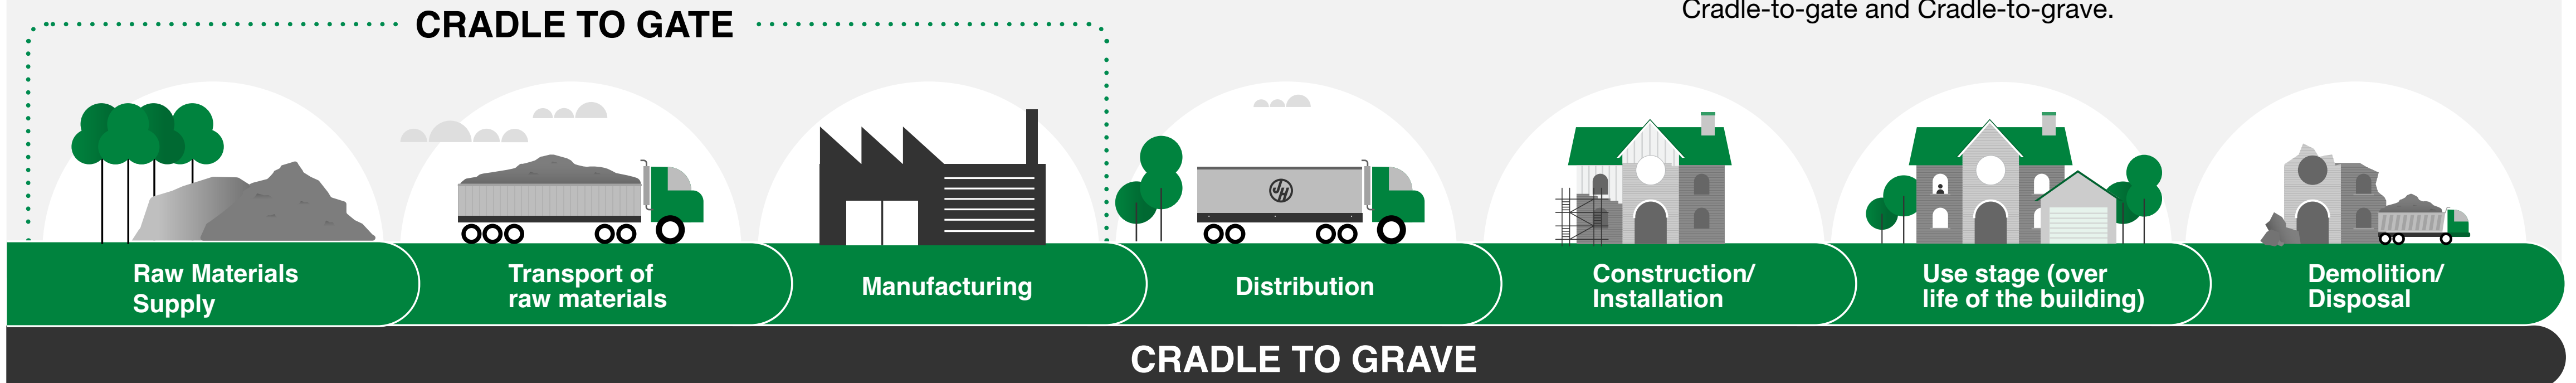 CRADLE TO GATE
Cradle-to-gate and Cradle-to-grave.
JH
Raw Materials
Supply
Transport of
raw materials
Manufacturing
Distribution
Construction/
Installation
Use stage (over
life of the building)
Demolition/
Disposal
CRADLE TO GRAVE